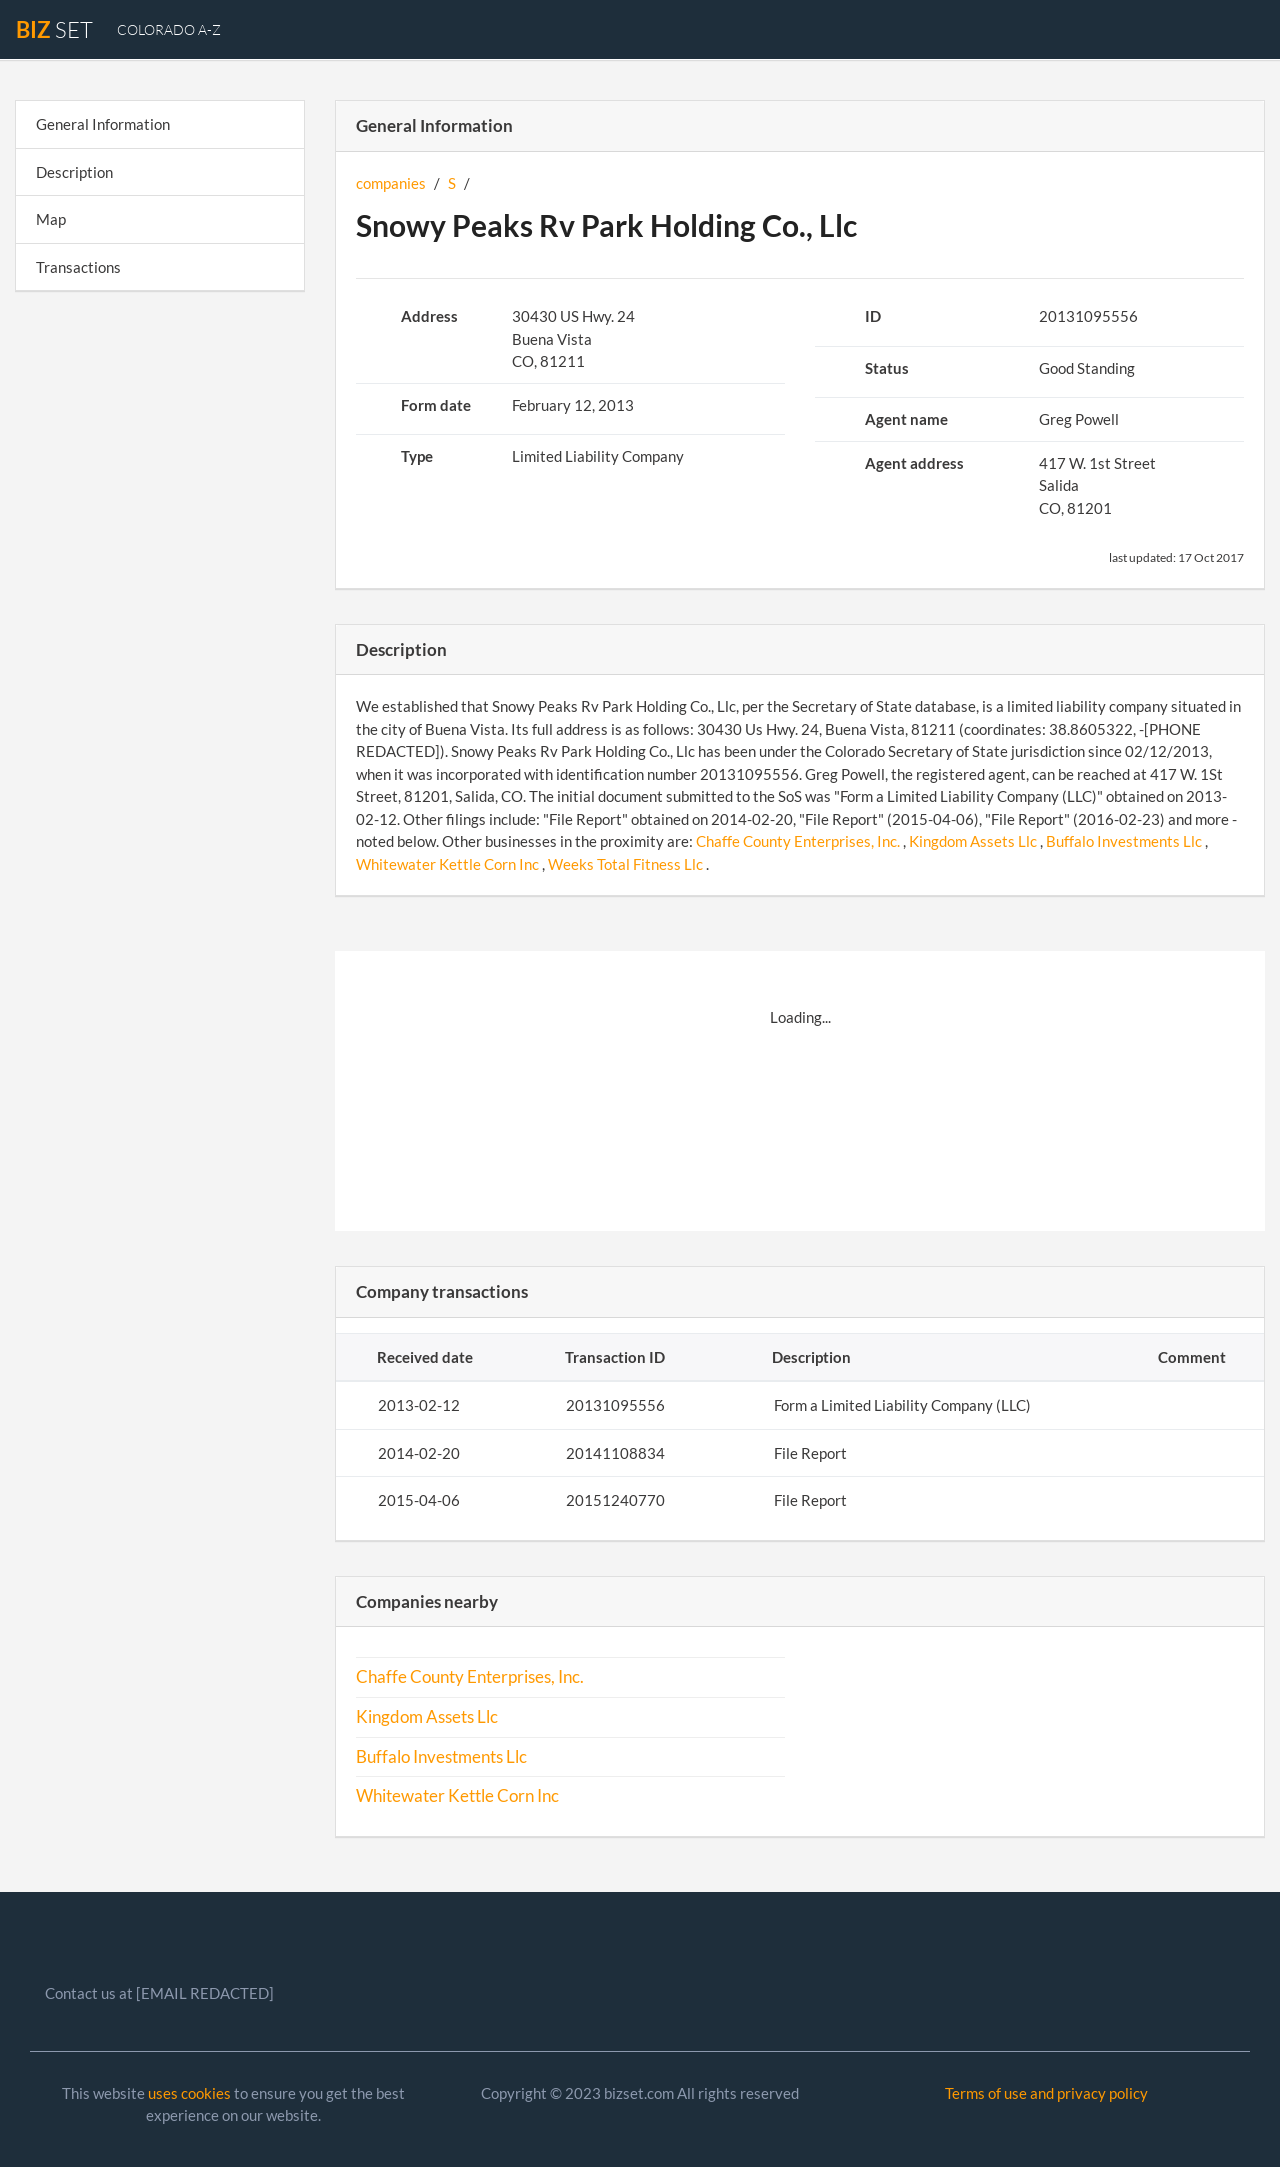 BIZ SET COLORADO A-Z
General Information
Description
Map
Transactions
General Information
companies / S /
Snowy Peaks Rv Park Holding Co., Llc
Address 30430 US Hwy. 24
Buena Vista
CO, 81211
Form date February 12, 2013
Type Limited Liability Company
ID 20131095556
Status Good Standing
Agent name Greg Powell
Agent address 417 W. 1st Street
Salida
CO, 81201
last updated: 17 Oct 2017
Description
We established that Snowy Peaks Rv Park Holding Co., Llc, per the Secretary of State database, is a limited liability company situated in
the city of Buena Vista. Its full address is as follows: 30430 Us Hwy. 24, Buena Vista, 81211 (coordinates: 38.8605322, -[PHONE
REDACTED]). Snowy Peaks Rv Park Holding Co., Llc has been under the Colorado Secretary of State jurisdiction since 02/12/2013,
when it was incorporated with identification number 20131095556. Greg Powell, the registered agent, can be reached at 417 W. 1St
Street, 81201, Salida, CO. The initial document submitted to the SoS was "Form a Limited Liability Company (LLC)" obtained on 2013-
02-12. Other filings include: "File Report" obtained on 2014-02-20, "File Report" (2015-04-06), "File Report" (2016-02-23) and more -
noted below. Other businesses in the proximity are: Chaffe County Enterprises, Inc. , Kingdom Assets Llc , Buffalo Investments Llc ,
Whitewater Kettle Corn Inc , Weeks Total Fitness Llc .
Loading...
Company transactions
Received date Transaction ID Description Comment
2013-02-12 20131095556 Form a Limited Liability Company (LLC)
2014-02-20 20141108834 File Report
2015-04-06 20151240770 File Report
Companies nearby
Chaffe County Enterprises, Inc.
Kingdom Assets Llc
Buffalo Investments Llc
Whitewater Kettle Corn Inc
Contact us at [EMAIL REDACTED]
This website uses cookies to ensure you get the best
experience on our website.
Copyright © 2023 bizset.com All rights reserved
Terms of use and privacy policy